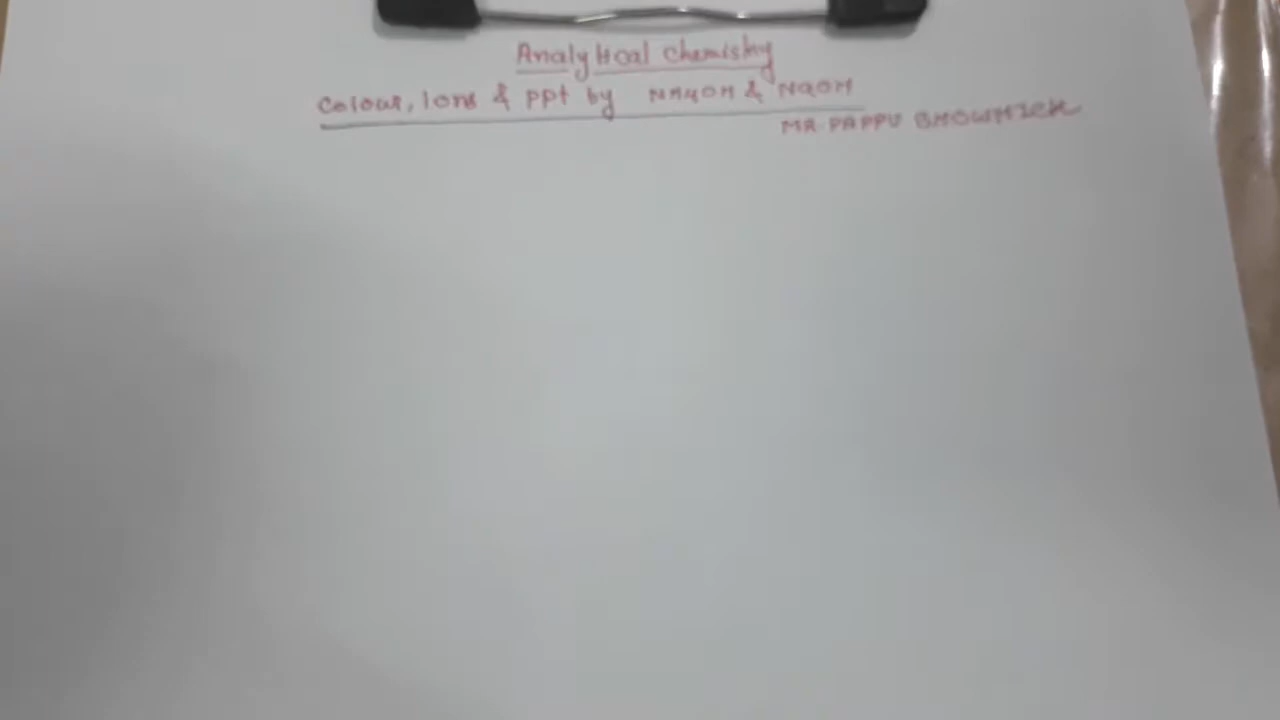 Analytical Chemistry
Colour, Ions & ppt by NH4OH & NaOH
MR. PAPPU BHOWMICK